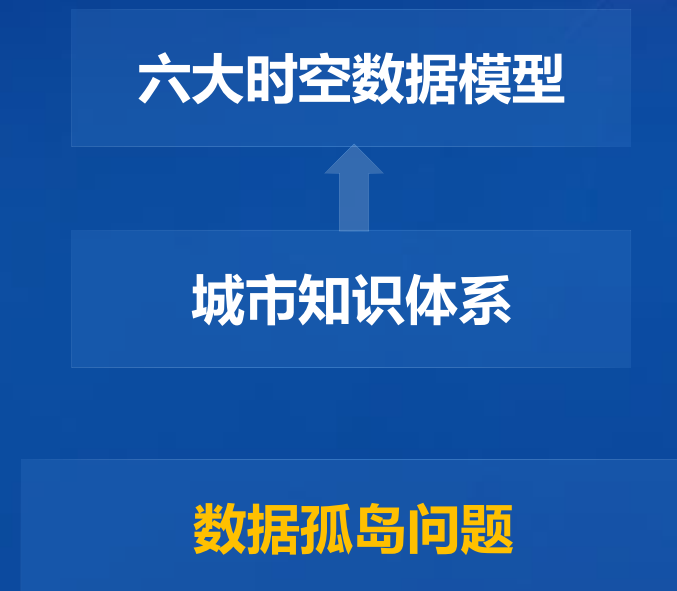 六大时空数据模型
城市知识体系
数据孤岛问题